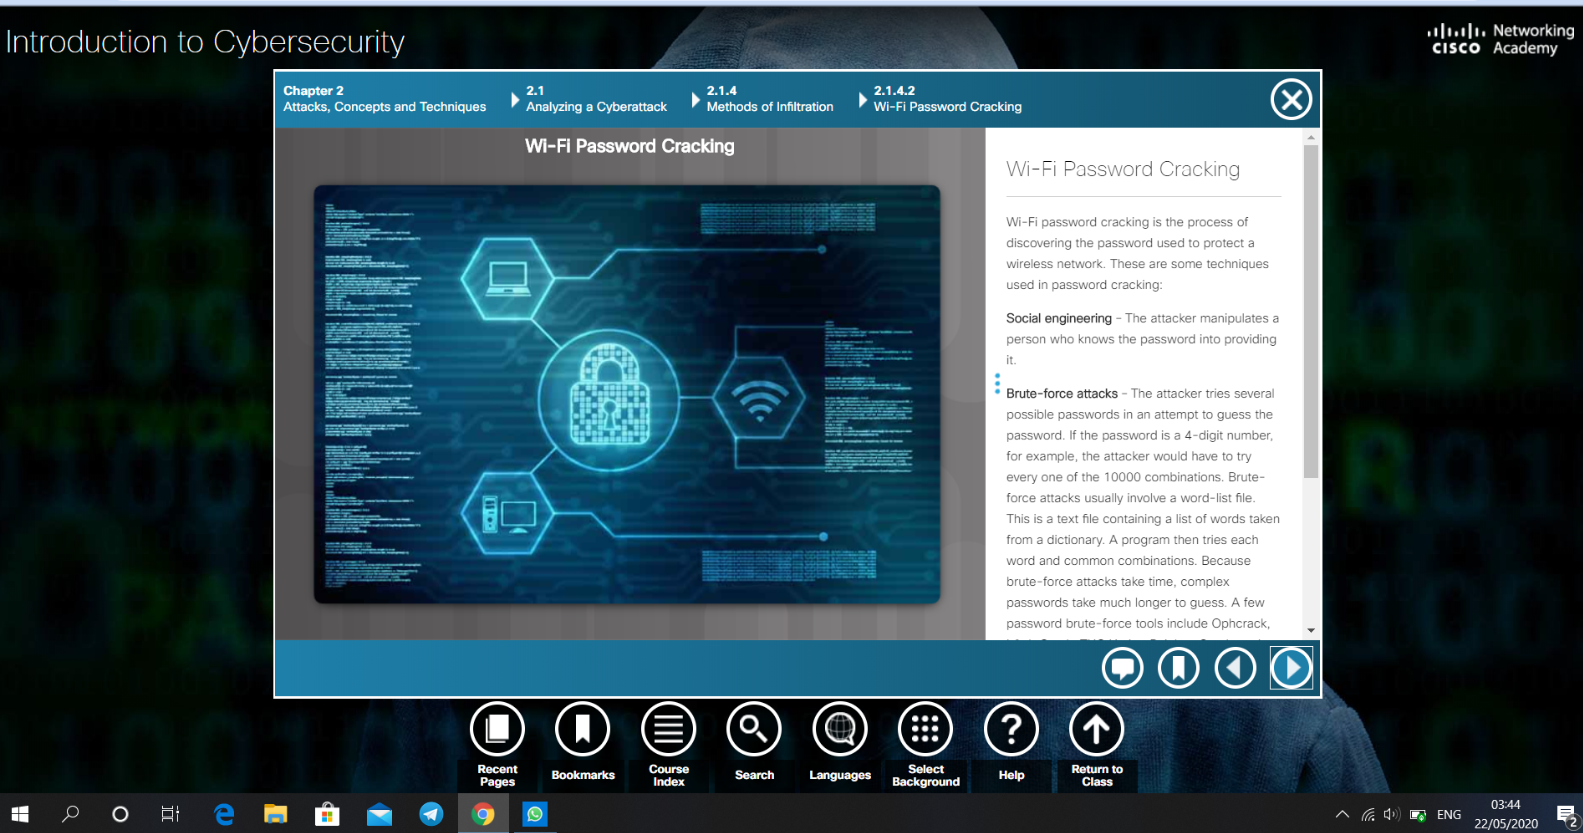 Introduction to Cybersecurity
CISCO
Networking
Academy
Chapter 2
Attacks, Concepts and Techniques
2.1
Analyzing a Cyberattack
2.1.4
Methods of Infiltration
2.1.4.2
Wi-Fi Password Cracking
Wi-Fi Password Cracking
Wi-Fi Password Cracking
Wi-Fi password cracking is the process of
discovering the password used to protect a
wireless network. These are some techniques
used in password cracking:
Social engineering – The attacker manipulates a
person who knows the password into providing
it.
Brute-force attacks – The attacker tries several
possible passwords in an attempt to guess the
password. If the password is a 4-digit number,
for example, the attacker would have to try
every one of the 10000 combinations. Brute-
force attacks usually involve a word-list file.
This is a text file containing a list of words taken
from a dictionary. A program then tries each
word and common combinations. Because
brute-force attacks take time, complex
passwords take much longer to guess. A few
password brute-force tools include Ophcrack,
Recent
Pages
Bookmarks
Course
Index
Search
Languages
Select
Background
Help
Return to
Class
ENG
03:44
22/05/2020
2